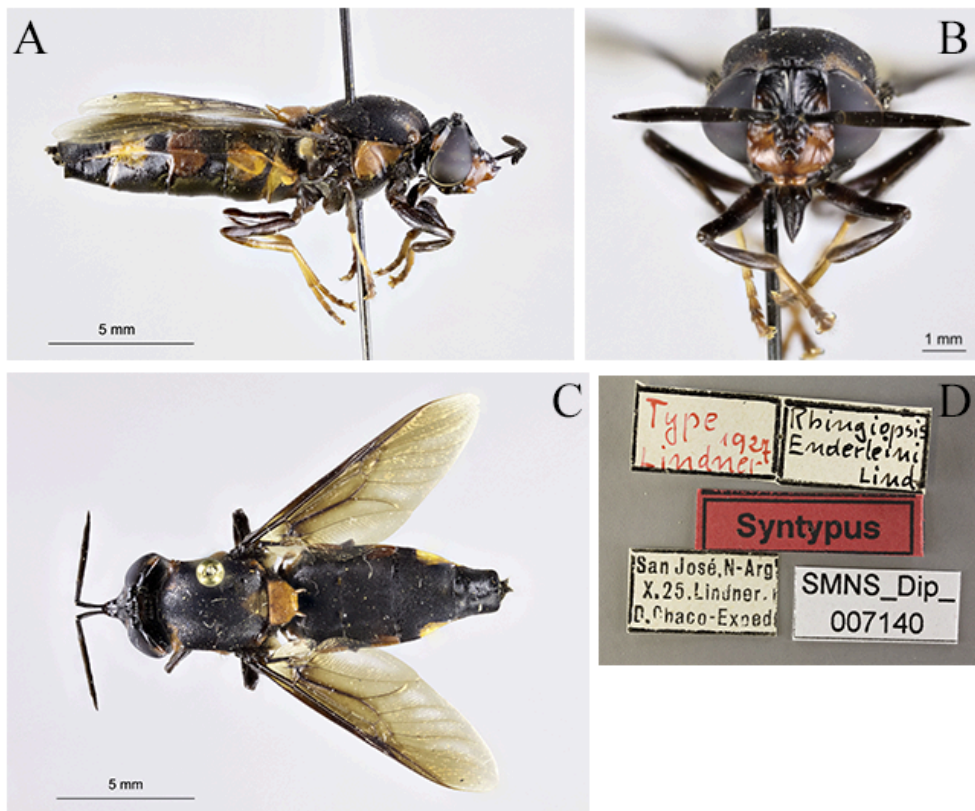 A
5 mm
B
1 mm
C
5 mm
D
Type
1927
Lindner
Rhingiopsis
Enderleini
Lind
Syntypus
San José, N-Arg
X.25. Lindner.
D. Chaco-Exped
SMNS_Dip_
007140